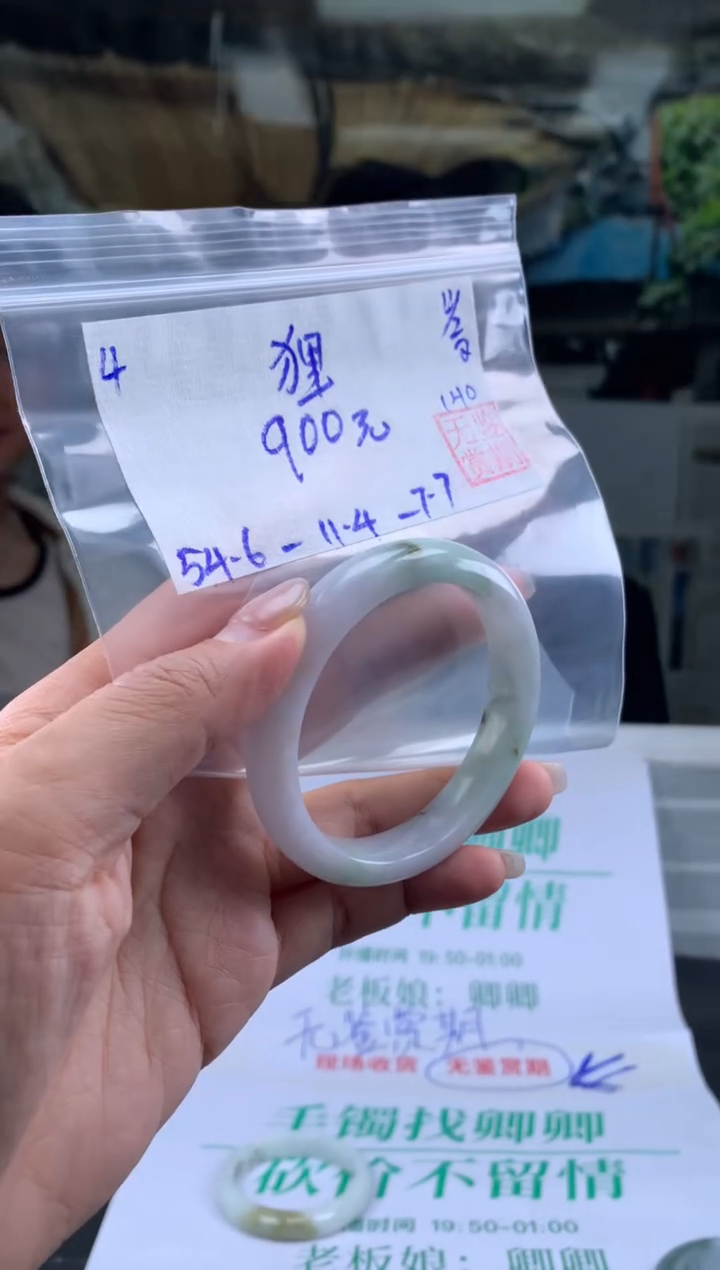 4
狸
900元
140
无鉴
赏期
54-6-11-4-7-7
卿
不留情
开播时间 19:50-01:00
老板娘：卿卿
无鉴赏期
现场收货 无鉴赏期
手镯找卿卿
砍价不留情
播时间 19:50-01:00
老板娘：卿卿